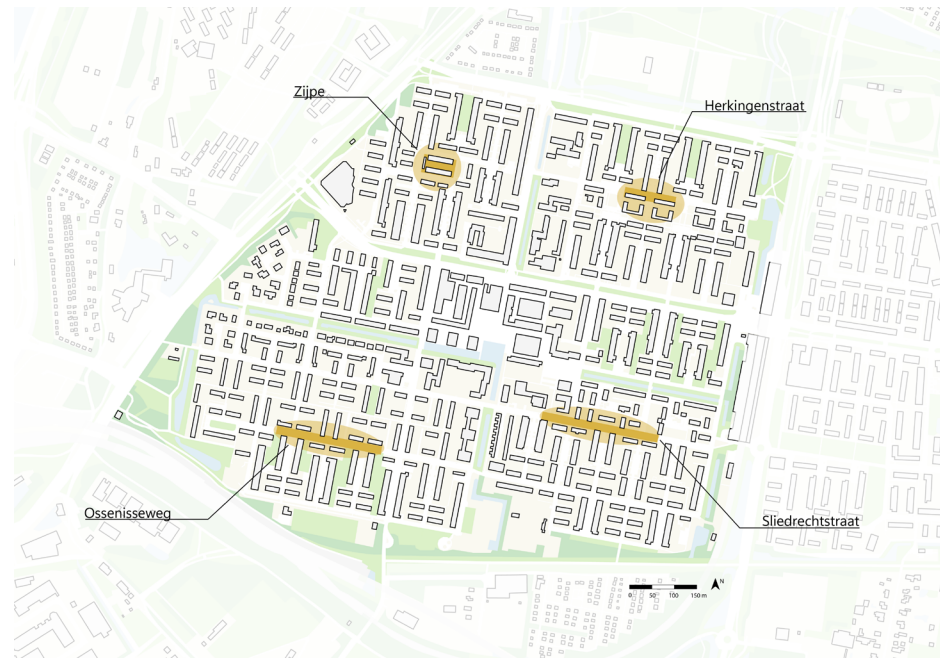 Zijpe
Herkingenstraat
Ossenisseweg
Sliedrechtstraat
N
0 50 100 150 m